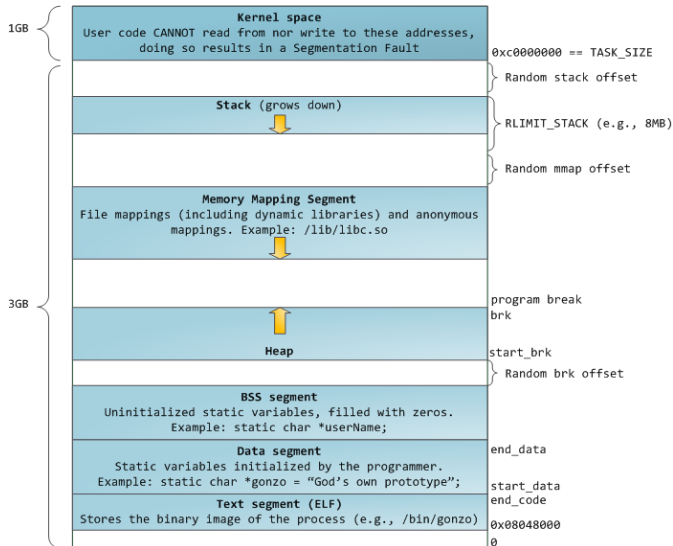 Kernel space
1GB
User code CANNOT read from nor write to these addresses,
doing so results in a Segmentation Fault
0xc0000000 == TASK_SIZE
Random stack offset
Stack (grows down)
RLIMIT_STACK (e.g., 8MB)
Random mmap offset
Memory Mapping Segment
File mappings (including dynamic libraries) and anonymous
mappings. Example: /lib/libc.so
3GB
program break
brk
Heap
start_brk
Random brk offset
BSS segment
Uninitialized static variables, filled with zeros.
Example: static char *userName;
Data segment
end_data
Static variables initialized by the programmer.
Example: static char *gonzo = “God’s own prototype”;
start_data
end_code
Text segment (ELF)
Stores the binary image of the process (e.g., /bin/gonzo)
0x08048000
0